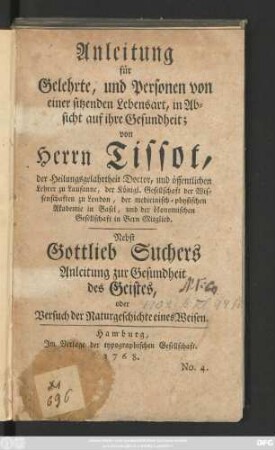 Anleitung
für
Gelehrte, und Personen von
einer sitzenden Lebensart, in Ab-
sicht auf ihre Gesundheit;
von
Herrn Tissot,
der Heilungsgelahrtheit Doctor, und öffentlichen
Lehrer zu Lausanne, der Königl. Gesellschaft der Wis-
senschaften zu London, der medicinisch-physischen
Akademie in Basel, und der ökonomischen
Gesellschaft in Bern Mitglied.
Nebst
Gottlieb Suchers
Anleitung zur Gesundheit
des Geistes,
oder
Versuch der Naturgeschichte eines Weisen.
Hamburg,
Im Verlage der typographischen Gesellschaft.
1768.
No. 4.
696